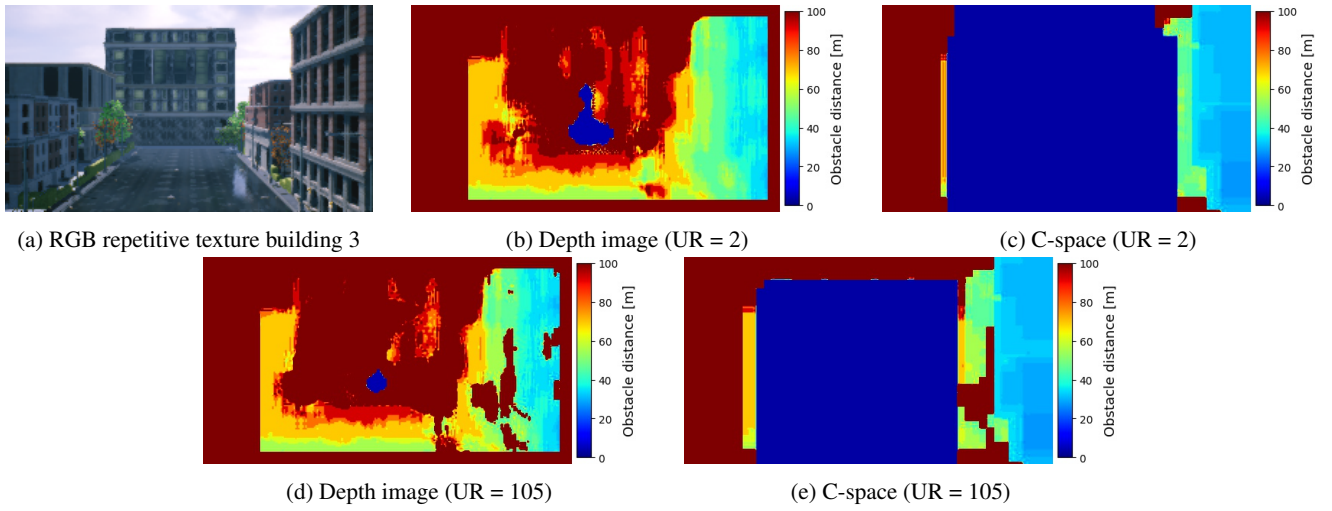 100
80
60
40
20
0
Obstacle distance [m]
100
80
60
40
20
0
Obstacle distance [m]
(a) RGB repetitive texture building 3
(b) Depth image (UR = 2)
(c) C-space (UR = 2)
100
80
60
40
20
0
Obstacle distance [m]
100
80
60
40
20
0
Obstacle distance [m]
(d) Depth image (UR = 105)
(e) C-space (UR = 105)